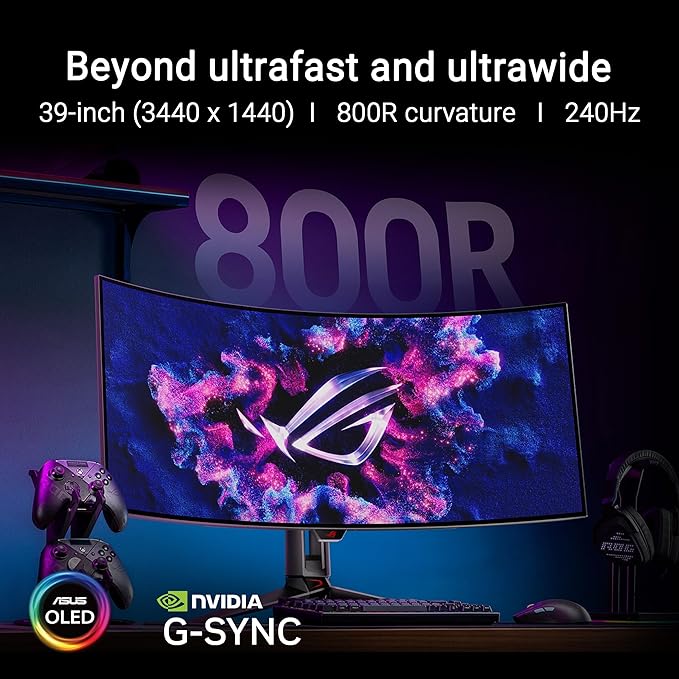 Beyond ultrafast and ultrawide
39-inch (3440 x 1440) I 800R curvature I 240Hz
800R
ASUS
OLED
NVIDIA
G-SYNC